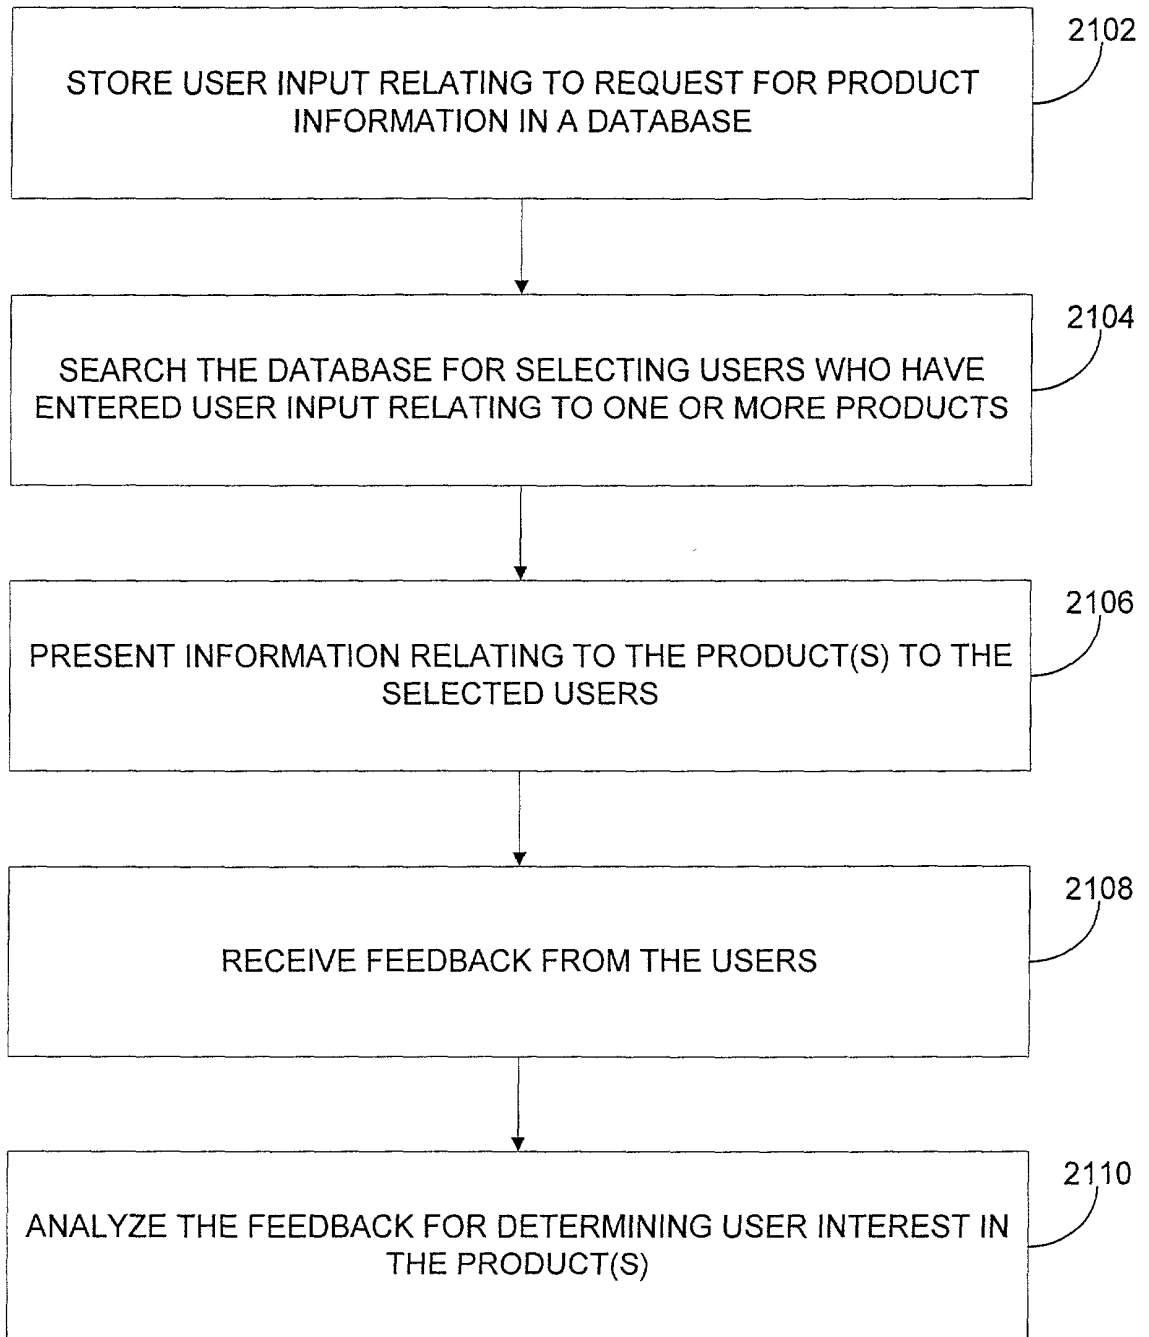 2102
STORE USER INPUT RELATING TO REQUEST FOR PRODUCT
INFORMATION IN A DATABASE
2104
SEARCH THE DATABASE FOR SELECTING USERS WHO HAVE
ENTERED USER INPUT RELATING TO ONE OR MORE PRODUCTS
2106
PRESENT INFORMATION RELATING TO THE PRODUCT(S) TO THE
SELECTED USERS
2108
RECEIVE FEEDBACK FROM THE USERS
2110
ANALYZE THE FEEDBACK FOR DETERMINING USER INTEREST IN
THE PRODUCT(S)